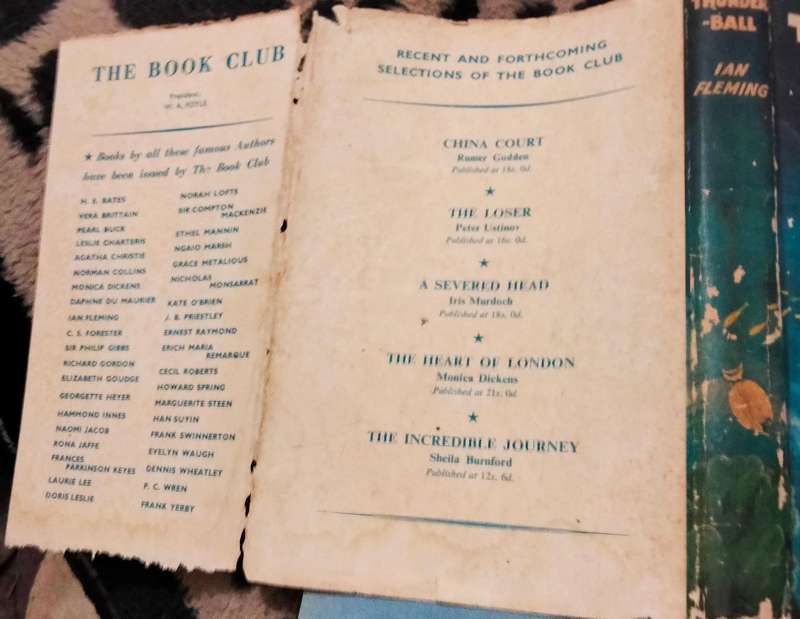 THE BOOK CLUB
President:
W. A. FOYLE
★ Books by all these famous Authors
have been issued by The Book Club
H. E. BATES
VERA BRITTAIN
PEARL BUCK
LESLIE CHARTERIS
AGATHA CHRISTIE
NORMAN COLLINS
MONICA DICKENS
DAPHNE DU MAURIER
IAN FLEMING
C. S. FORESTER
SIR PHILIP GIBBS
RICHARD GORDON
ELIZABETH GOUDGE
GEORGETTE HEYER
HAMMOND INNES
NAOMI JACOB
RONA JAFFE
FRANCES
PARKINSON KEYES
LAURIE LEE
DORIS LESLIE
NORAH LOFTS
SIR COMPTON
MACKENZIE
ETHEL MANNIN
NGAIO MARSH
GRACE METALIOUS
NICHOLAS
MONSARRAT
KATE O'BRIEN
J. B. PRIESTLEY
ERNEST RAYMOND
ERICH MARIA
REMARQUE
CECIL ROBERTS
HOWARD SPRING
MARGUERITE STEEN
HAN SUYIN
FRANK SWINNERTON
EVELYN WAUGH
DENNIS WHEATLEY
P. C. WREN
FRANK YERBY
RECENT AND FORTHCOMING
SELECTIONS OF THE BOOK CLUB
CHINA COURT
Rumer Godden
Published at 18s. 0d.
★
THE LOSER
Peter Ustinov
Published at 16s. 0d.
★
A SEVERED HEAD
Iris Murdoch
Published at 18s. 0d.
★
THE HEART OF LONDON
Monica Dickens
Published at 21s. 0d.
★
THE INCREDIBLE JOURNEY
Sheila Burnford
Published at 12s. 6d.
THUNDER
-BALL
IAN
FLEMING